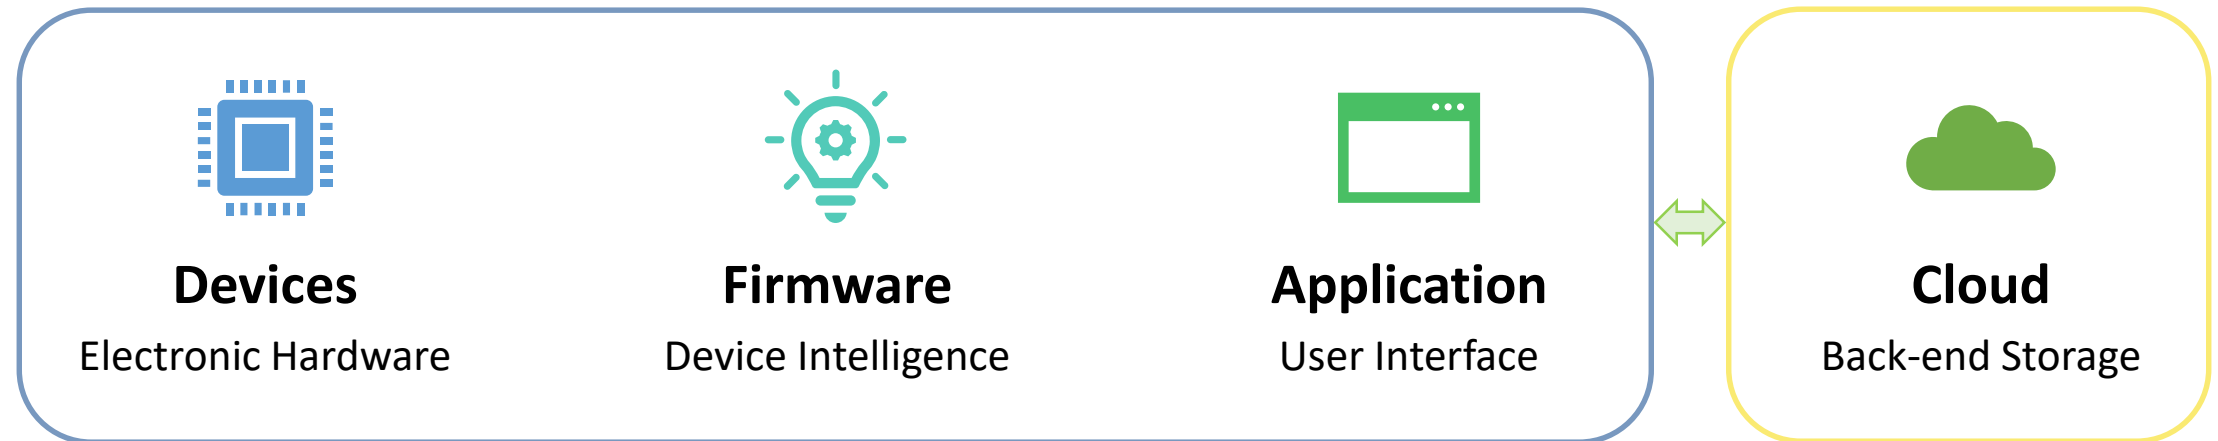 Devices
Electronic Hardware
Firmware
Device Intelligence
Application
User Interface
Cloud
Back-end Storage